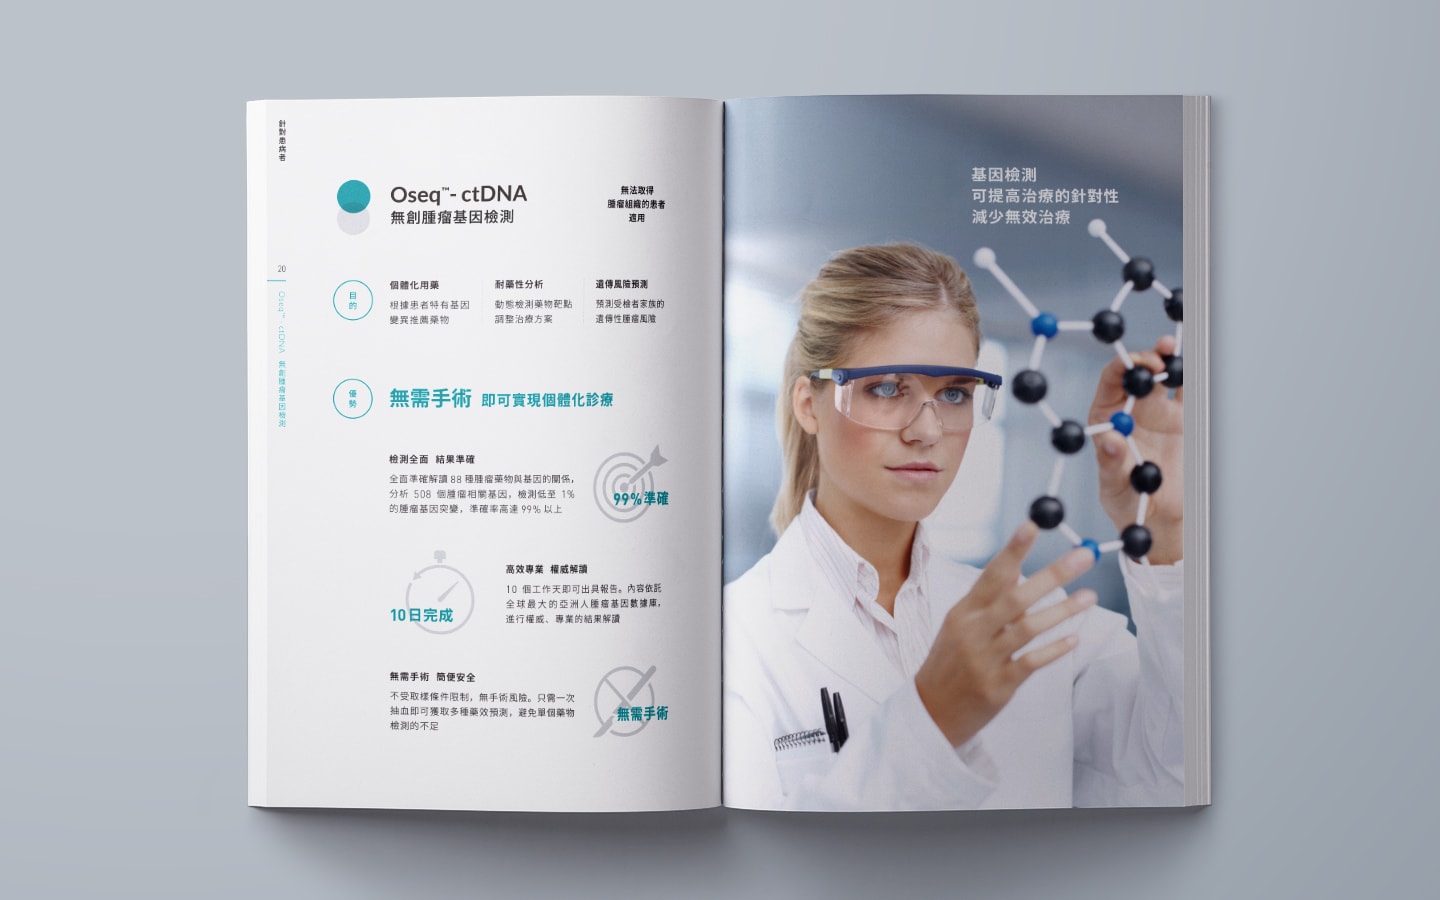 針對患病者
20
Oseq™ - ctDNA 無創腫瘤基因檢測
Oseq™- ctDNA
無創腫瘤基因檢測
無法取得
腫瘤組織的患者
適用
目的
個體化用藥
根據患者特有基因
變異推薦藥物
耐藥性分析
動態檢測藥物靶點
調整治療方案
遺傳風險預測
預測受檢者家族的
遺傳性腫瘤風險
優勢
無需手術 即可實現個體化診療
檢測全面 結果準確
全面準確解讀 88 種腫瘤藥物與基因的關係,
分析 508 個腫瘤相關基因, 檢測低至 1%
的腫瘤基因突變, 準確率高達 99% 以上
99%準確
10日完成
高效專業 權威解讀
10 個工作天即可出具報告。內容依託
全球最大的亞洲人腫瘤基因數據庫,
進行權威、專業的結果解讀
無需手術 簡便安全
不受取樣條件限制, 無手術風險。只需一次
抽血即可獲取多種藥效預測, 避免單個藥物
檢測的不足
無需手術
基因檢測
可提高治療的針對性
減少無效治療